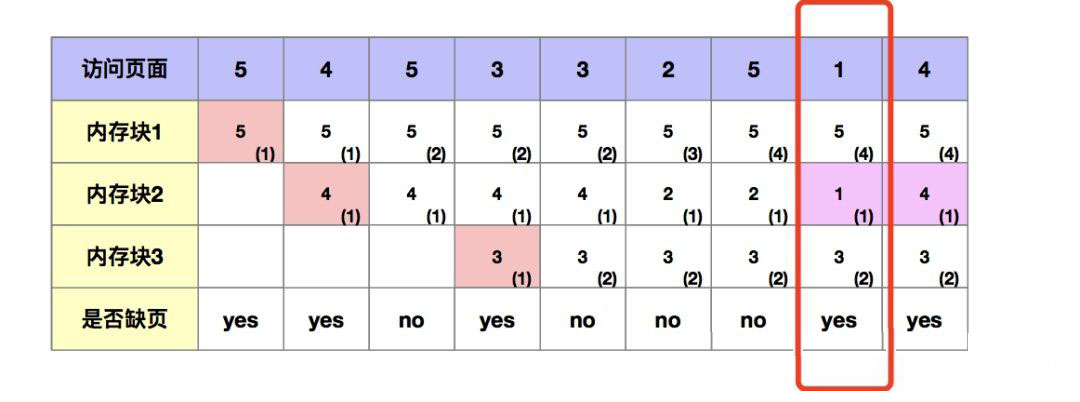 访问页面 5 4 5 3 3 2 5 1 4
内存块1 5 (1) 5 (1) 5 (2) 5 (2) 5 (2) 5 (3) 5 (4) 5 (4) 5 (4)
内存块2 4 (1) 4 (1) 4 (1) 4 (1) 2 (1) 2 (1) 1 (1) 4 (1)
内存块3 3 (1) 3 (2) 3 (2) 3 (2) 3 (2) 3 (2)
是否缺页 yes yes no yes no no no yes yes